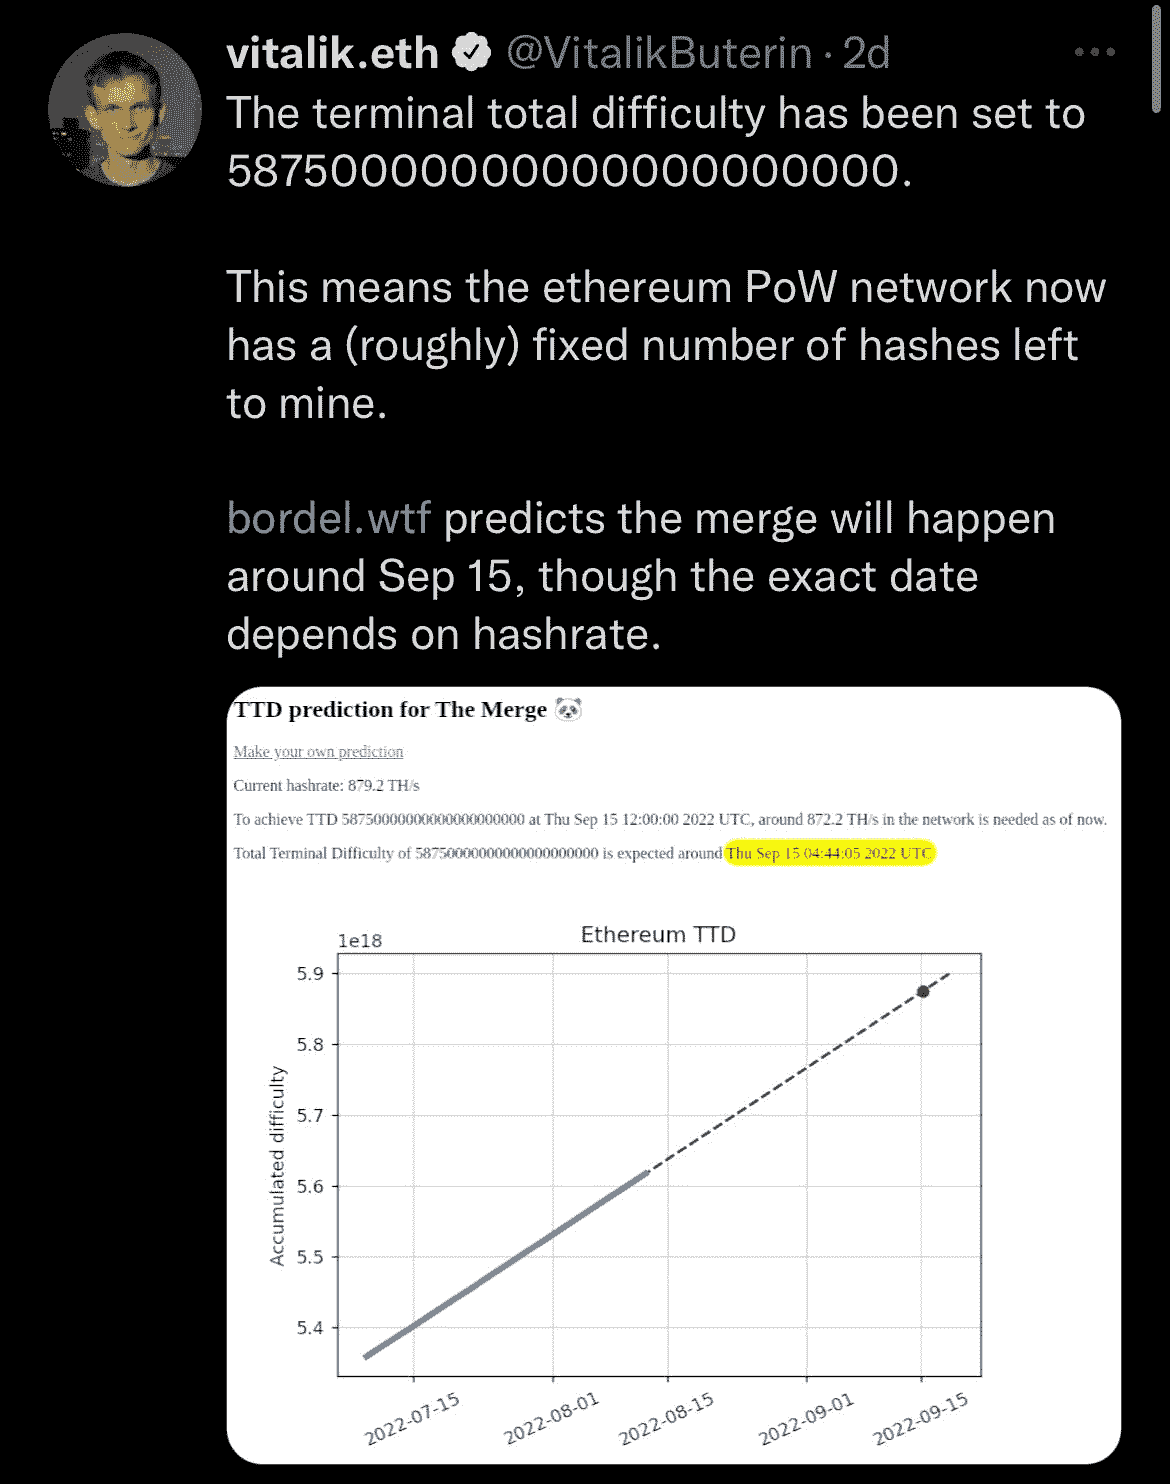 vitalik.eth @VitalikButerin · 2d
The terminal total difficulty has been set to
58750000000000000000000.
This means the ethereum PoW network now
has a (roughly) fixed number of hashes left
to mine.
bordel.wtf predicts the merge will happen
around Sep 15, though the exact date
depends on hashrate.
TTD prediction for The Merge 🐼
Make your own prediction
Current hashrate: 879.2 TH/s
To achieve TTD 58750000000000000000000 at Thu Sep 15 12:00:00 2022 UTC, around 872.2 TH/s in the network is needed as of now.
Total Terminal Difficulty of 58750000000000000000000 is expected around Thu Sep 15 04:44:05 2022 UTC
Ethereum TTD
1e18
5.9
5.8
5.7
5.6
5.5
5.4
Accumulated difficulty
2022-07-15
2022-08-01
2022-08-15
2022-09-01
2022-09-15